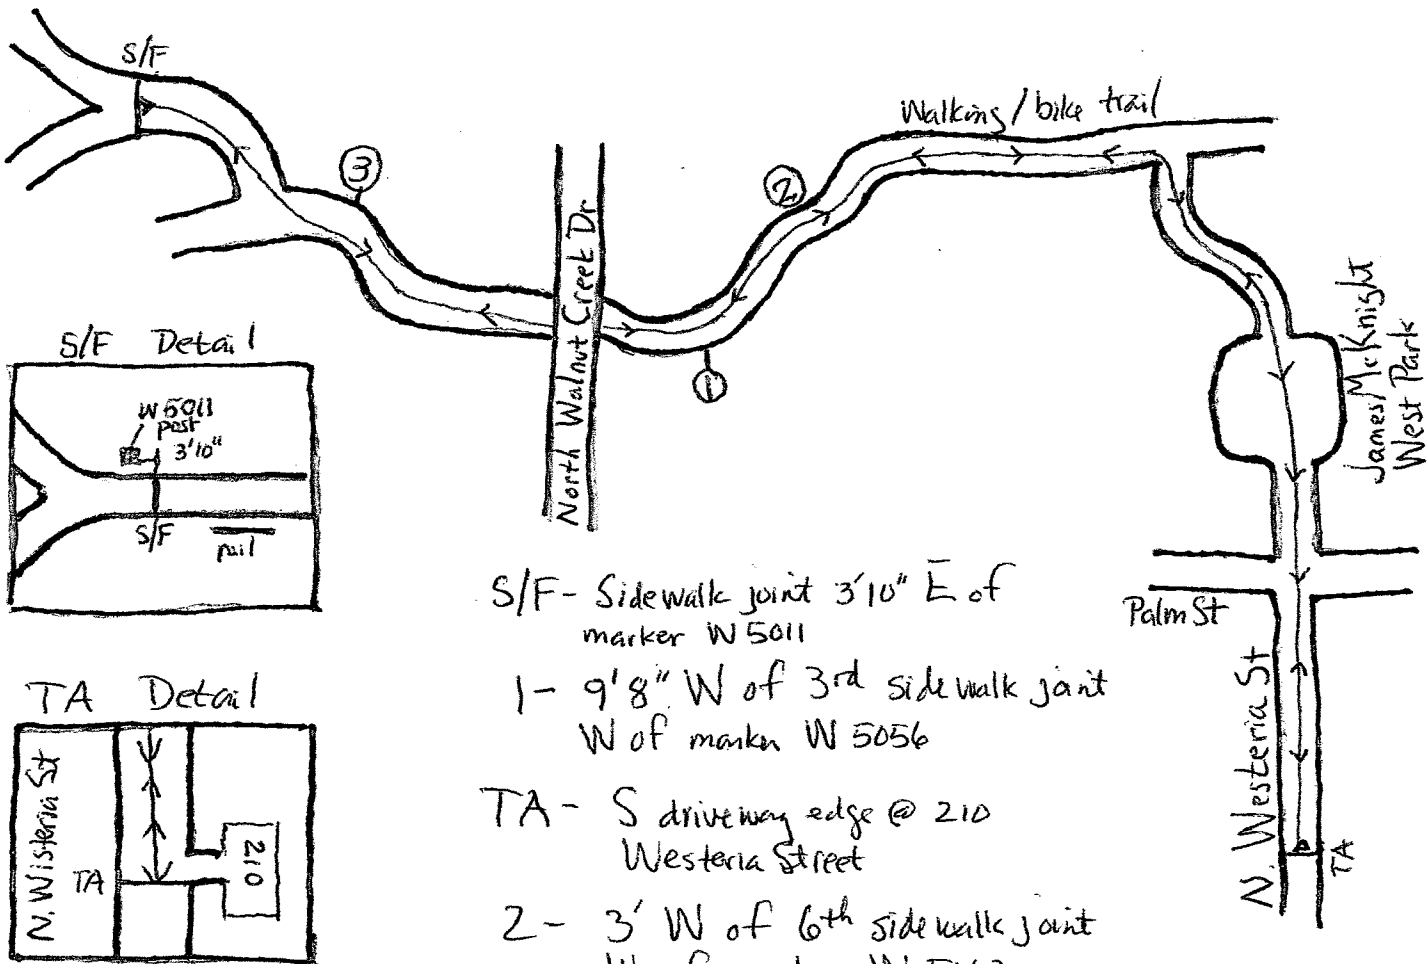 S/F
Walking/bike trail
3
2
North Walnut Creek Dr
1
James McKnight
West Park
S/F Detail
W 5011
post
3'10"
S/F
rail
S/F - Sidewalk joint 3'10" E of
marker W 5011
Palm St
1 - 9'8" W of 3rd sidewalk joint
W of marker W 5056
N. Westeria St
TA
TA Detail
N. Wisteria St
TA
210
TA - S driveway edge @ 210
Westeria Street
2 - 3' W of 6th sidewalk joint